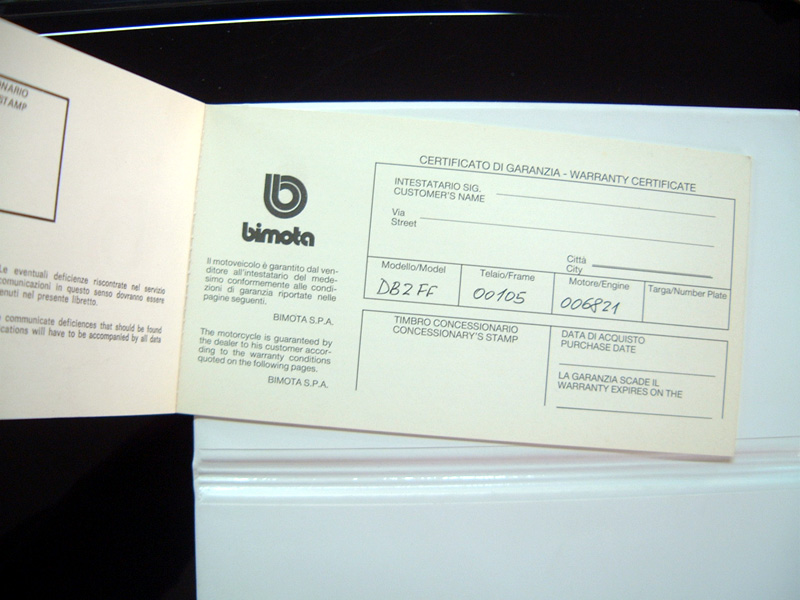 NARIO
STAMP
Le eventuali deficienze riscontrate nel servizio
comunicazioni in questo senso dovranno essere
enuti nel presente libretto.
communicate deficiences that should be found
ications will have to be accompanied by all data
b
bimota
Il motoveicolo è garantito dal ven-
ditore all'intestatario del mede-
simo conformemente alle condi-
zioni di garanzia riportate nelle
pagine seguenti.
BIMOTA S.P.A.
The motorcycle is guaranteed by
the dealer to his customer accor-
ding to the warranty conditions
quoted on the following pages.
BIMOTA S.P.A.
CERTIFICATO DI GARANZIA - WARRANTY CERTIFICATE
INTESTATARIO SIG.
CUSTOMER'S NAME
Via
Street
Città
City
Modello/Model Telaio/Frame Motore/Engine Targa/Number Plate
DB2FF 00105 006821
TIMBRO CONCESSIONARIO
CONCESSIONARY'S STAMP
DATA DI ACQUISTO
PURCHASE DATE
LA GARANZIA SCADE IL
WARRANTY EXPIRES ON THE